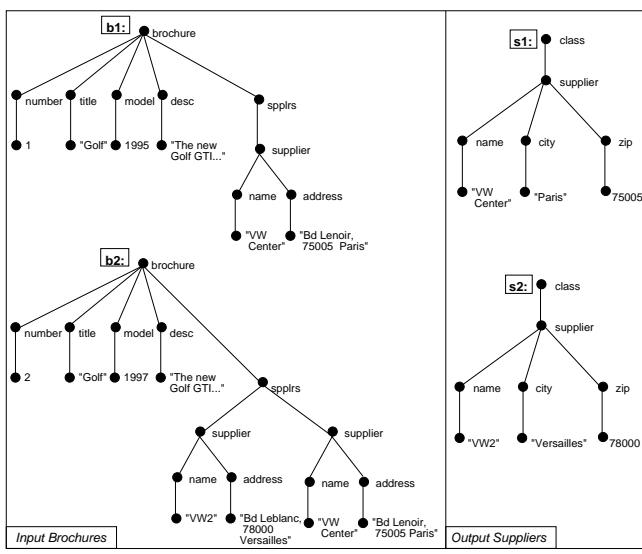 b1: brochure
number title model desc
spplrs
1 "Golf" 1995 "The new
Golf GTI..."
supplier
name address
"VW
Center"
"Bd Lenoir,
75005 Paris"
b2: brochure
number title model desc
2 "Golf" 1997 "The new
Golf GTI..."
spplrs
supplier supplier
name address name address
"VW2"
"Bd Leblanc,
78000
Versailles"
"VW
Center"
"Bd Lenoir,
75005 Paris"
Input Brochures
s1: class
supplier
name city zip
"VW
Center"
"Paris" 75005
s2: class
supplier
name city zip
"VW2" "Versailles" 78000
Output Suppliers